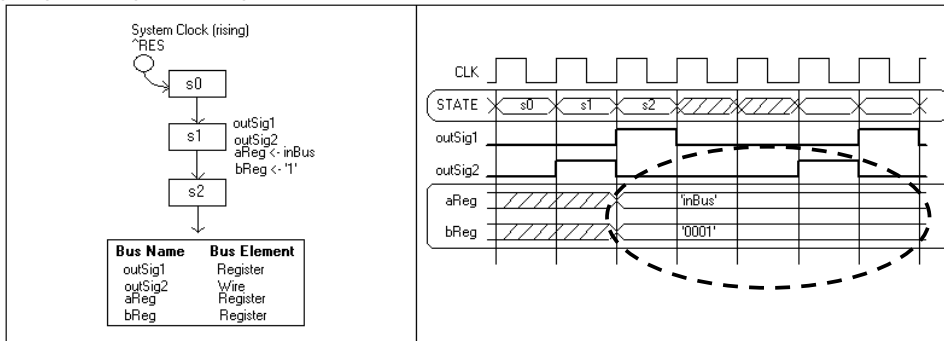 System Clock (rising)
^RES
s0
s1
outSig1
outSig2
aReg <- inBus
bReg <- '1'
s2
Bus Name Bus Element
outSig1 Register
outSig2 Wire
aReg Register
bReg Register
CLK
STATE s0 s1 s2
outSig1
outSig2
aReg 'inBus'
bReg '0001'